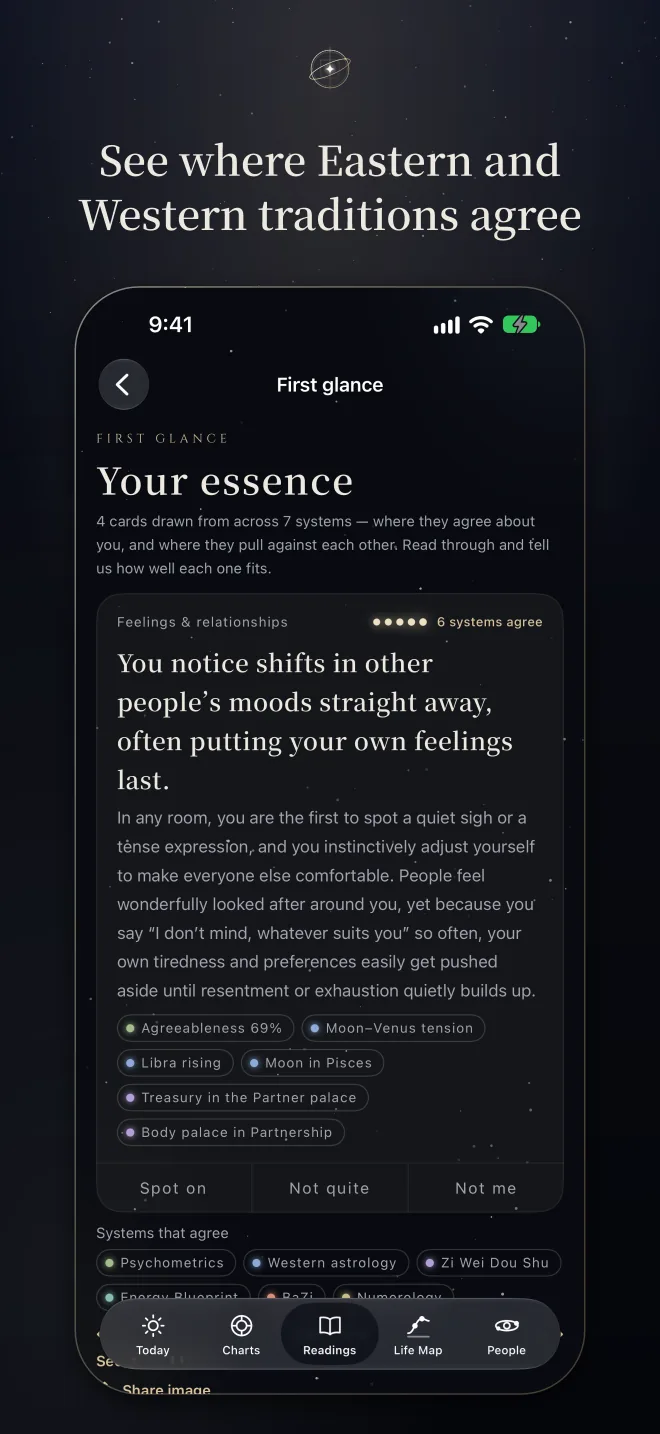 See where Eastern and
Western traditions agree
9:41
First glance
FIRST GLANCE
Your essence
4 cards drawn from across 7 systems — where they agree about
you, and where they pull against each other. Read through and tell
us how well each one fits.
Feelings & relationships
6 systems agree
You notice shifts in other
people’s moods straight away,
often putting your own feelings
last.
In any room, you are the first to spot a quiet sigh or a
tense expression, and you instinctively adjust yourself
to make everyone else comfortable. People feel
wonderfully looked after around you, yet because you
say “I don’t mind, whatever suits you” so often, your
own tiredness and preferences easily get pushed
aside until resentment or exhaustion quietly builds up.
Agreeableness 69% Moon–Venus tension
Libra rising Moon in Pisces
Treasury in the Partner palace
Body palace in Partnership
Spot on Not quite Not me
Systems that agree
Psychometrics Western astrology Zi Wei Dou Shu
Energy Blueprint BaZi Numerology
Today Charts Readings Life Map People
Share image